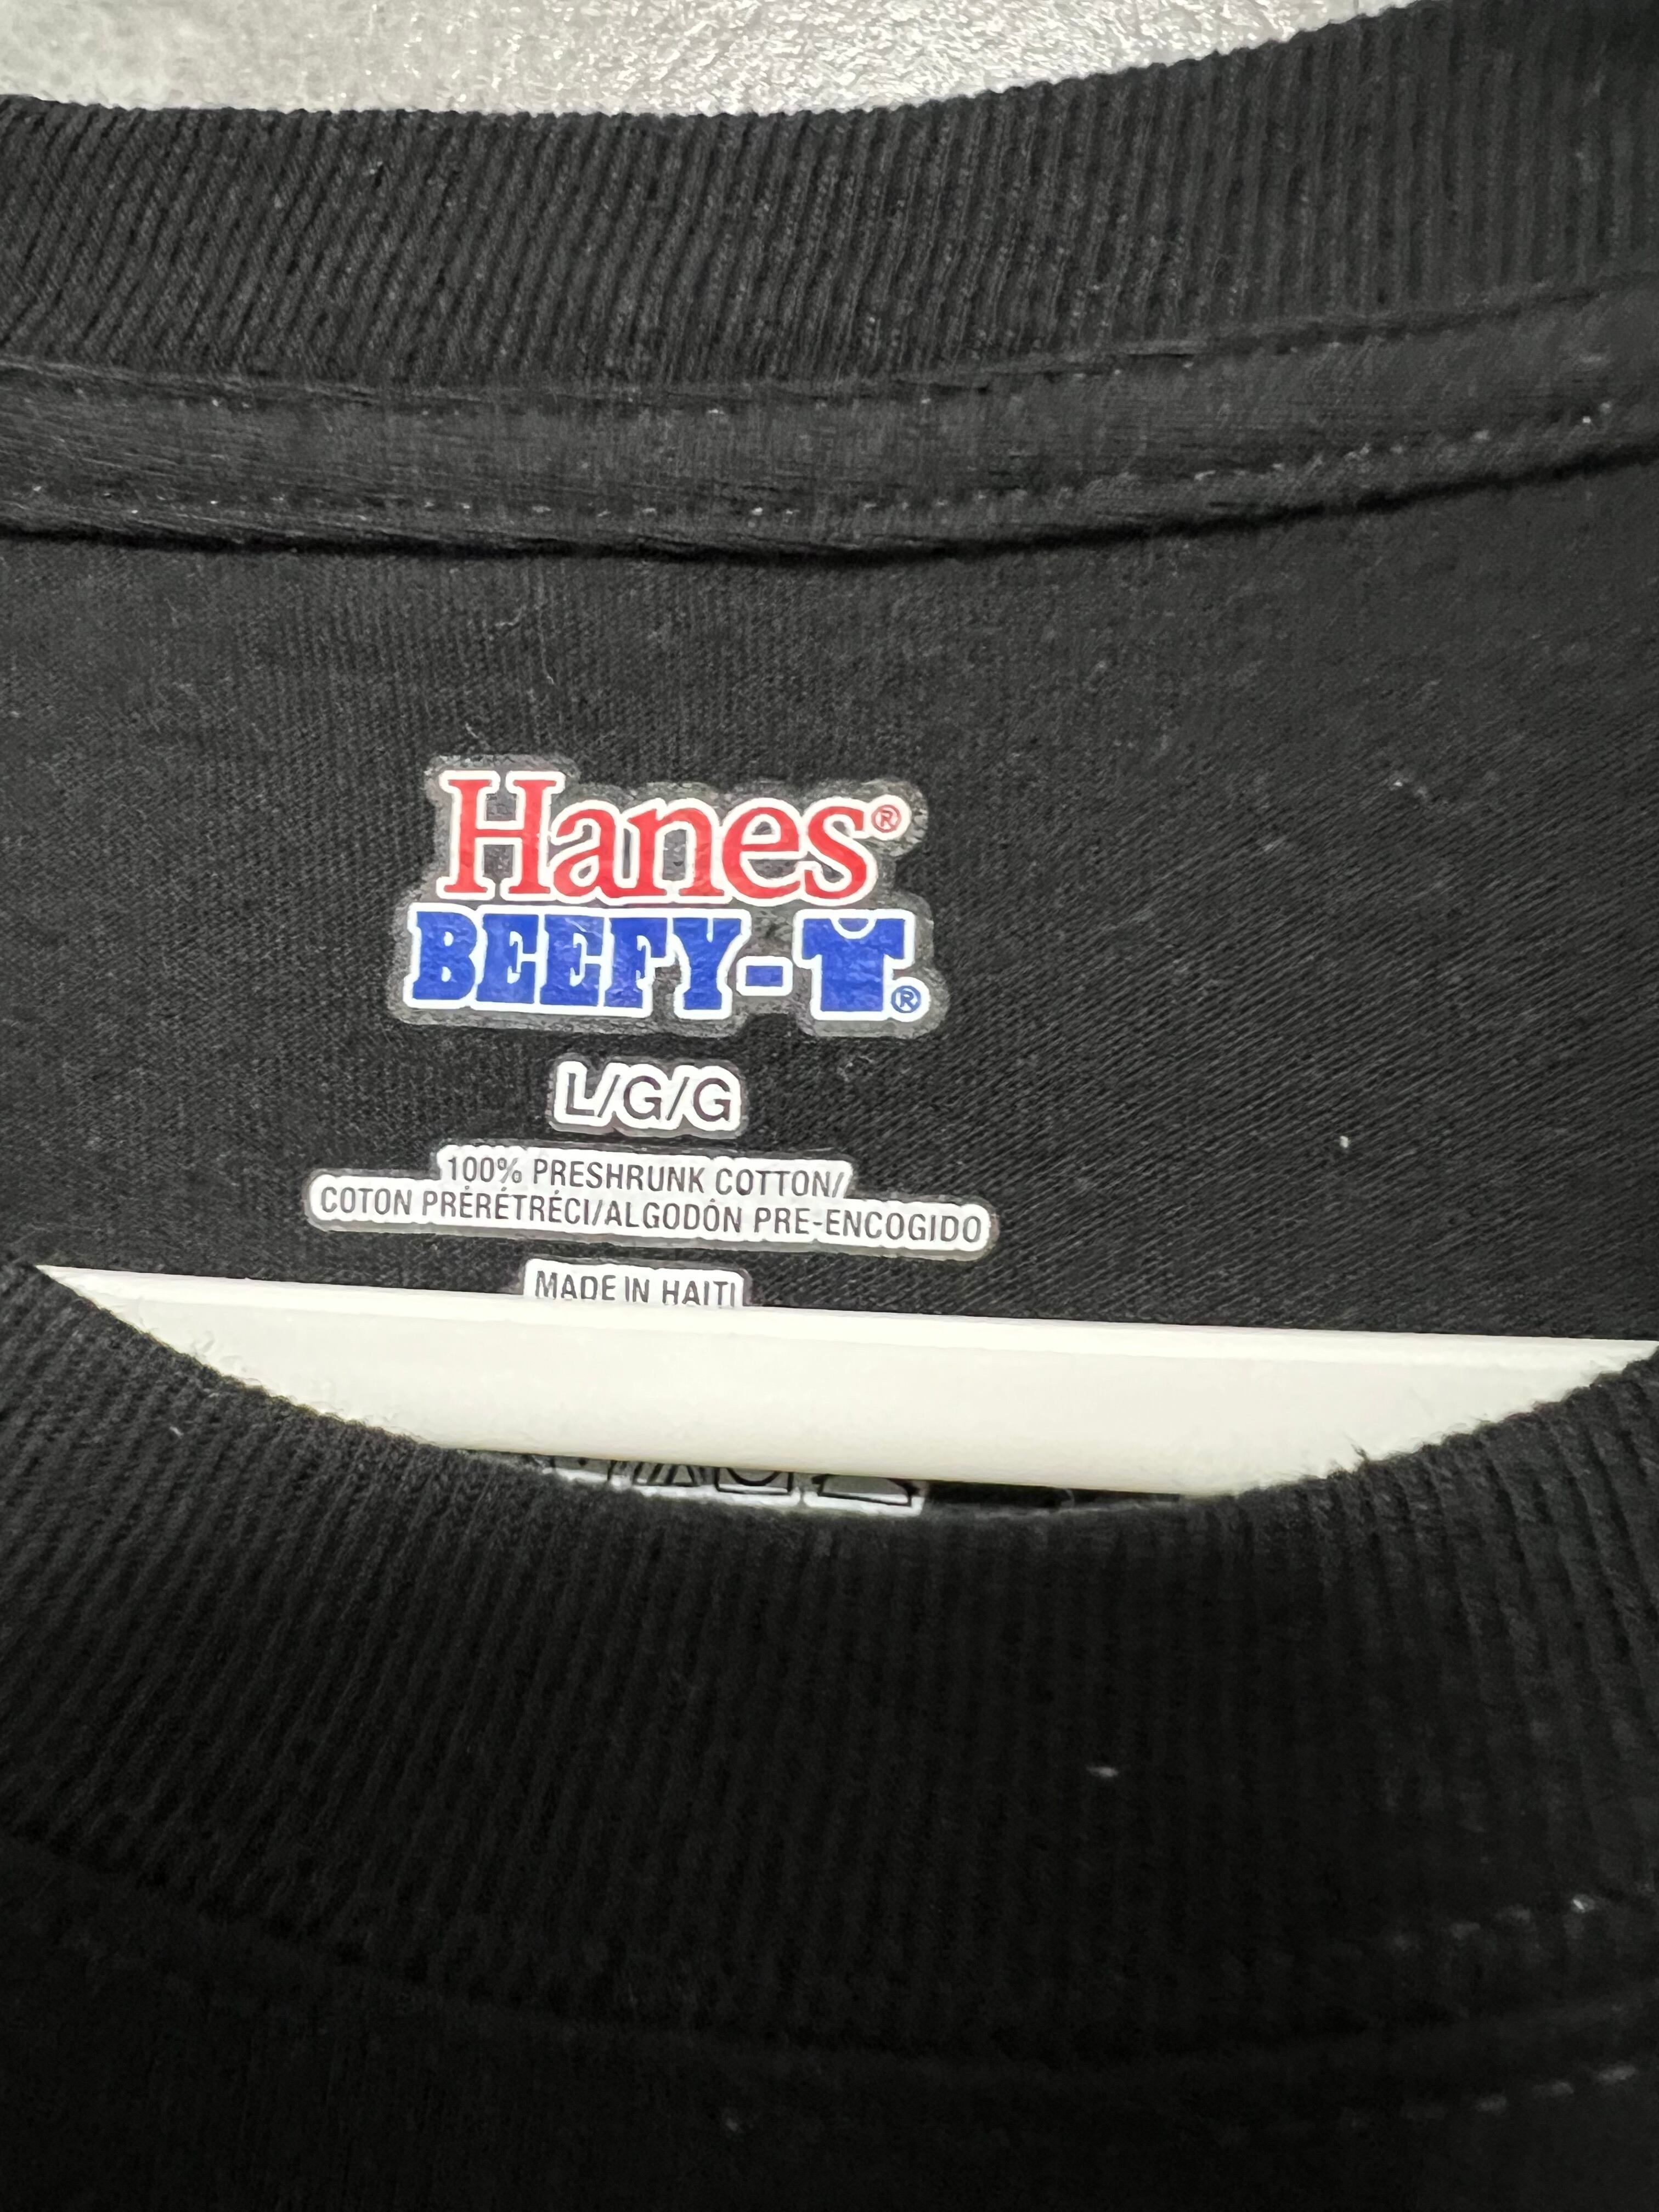 Hanes®
BEEFY-T®
L/G/G
100% PRESHRUNK COTTON/
COTON PRÉRÉTRÉCI/ALGODÓN PRE-ENCOGIDO
MADE IN HAITI